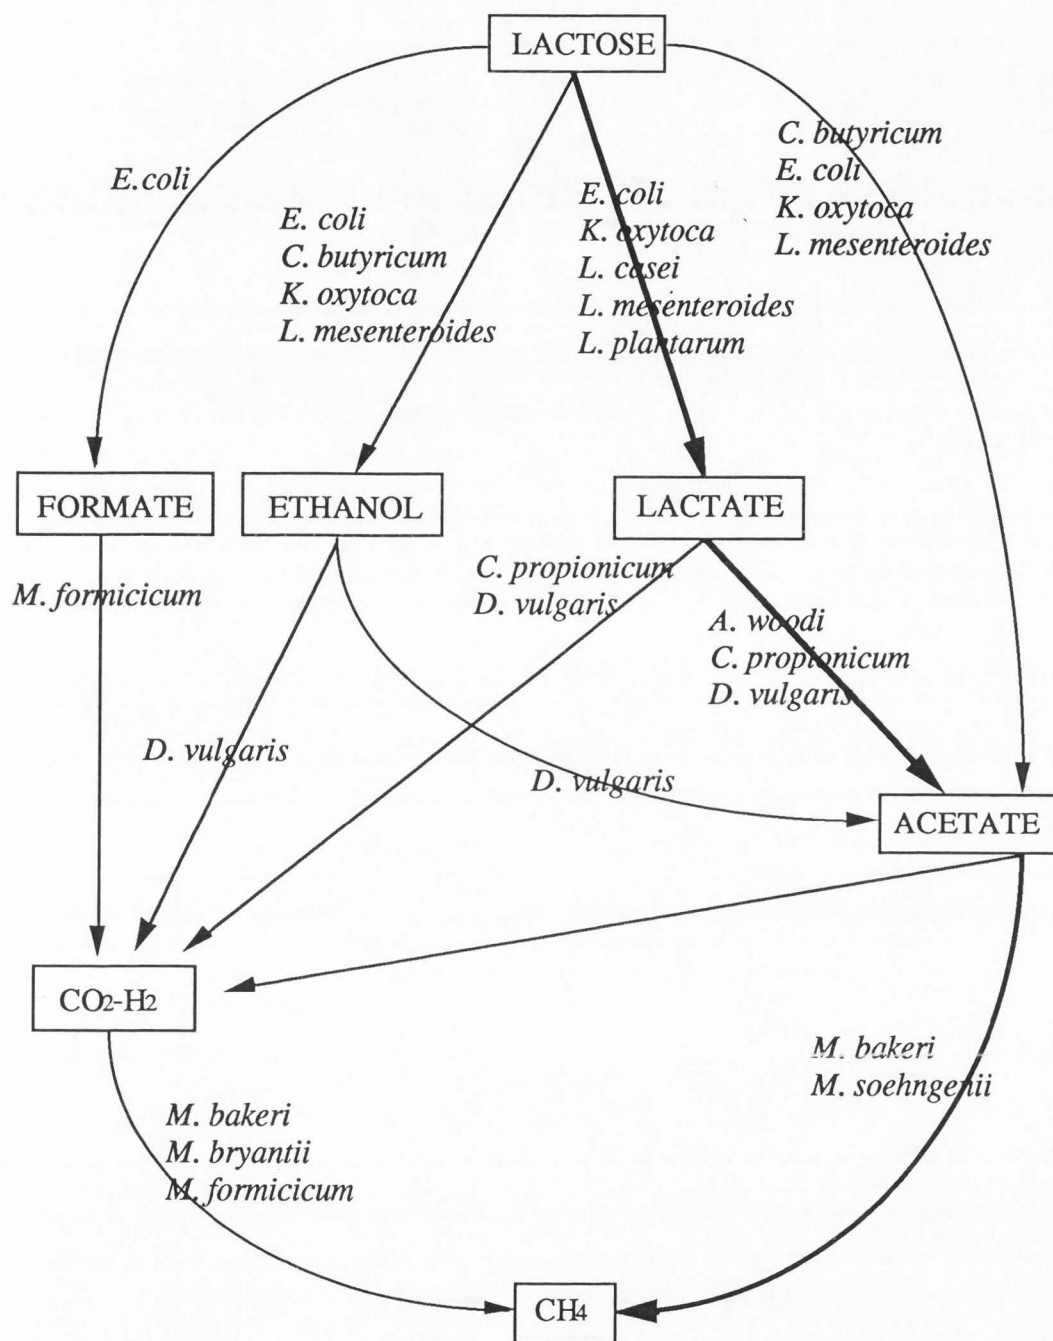 LACTOSE
E.coli
E. coli
C. butyricum
K. oxytoca
L. mesenteroides
E. coli
K. oxytoca
L. casei
L. mesenteroides
L. plantarum
C. butyricum
E. coli
K. oxytoca
L. mesenteroides
FORMATE
ETHANOL
LACTATE
M. formicicum
C. propionicum
D. vulgaris
A. woodi
C. propionicum
D. vulgaris
D. vulgaris
D. vulgaris
ACETATE
CO2-H2
M. bakeri
M. soehngenii
M. bakeri
M. bryantii
M. formicicum
CH4